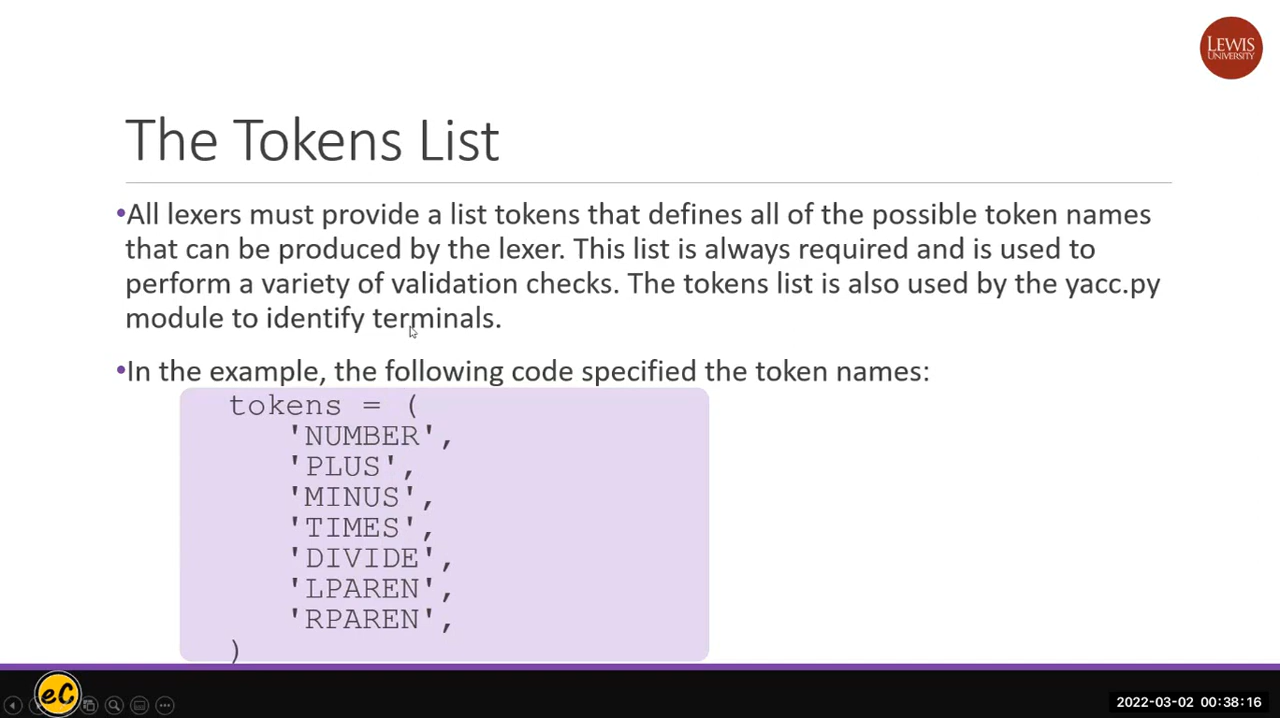 LEWIS
UNIVERSITY
The Tokens List
•All lexers must provide a list tokens that defines all of the possible token names
that can be produced by the lexer. This list is always required and is used to
perform a variety of validation checks. The tokens list is also used by the yacc.py
module to identify terminals.
•In the example, the following code specified the token names:
tokens = (
'NUMBER',
'PLUS',
'MINUS',
'TIMES',
'DIVIDE',
'LPAREN',
'RPAREN',
)
eC
2022-03-02 00:38:16